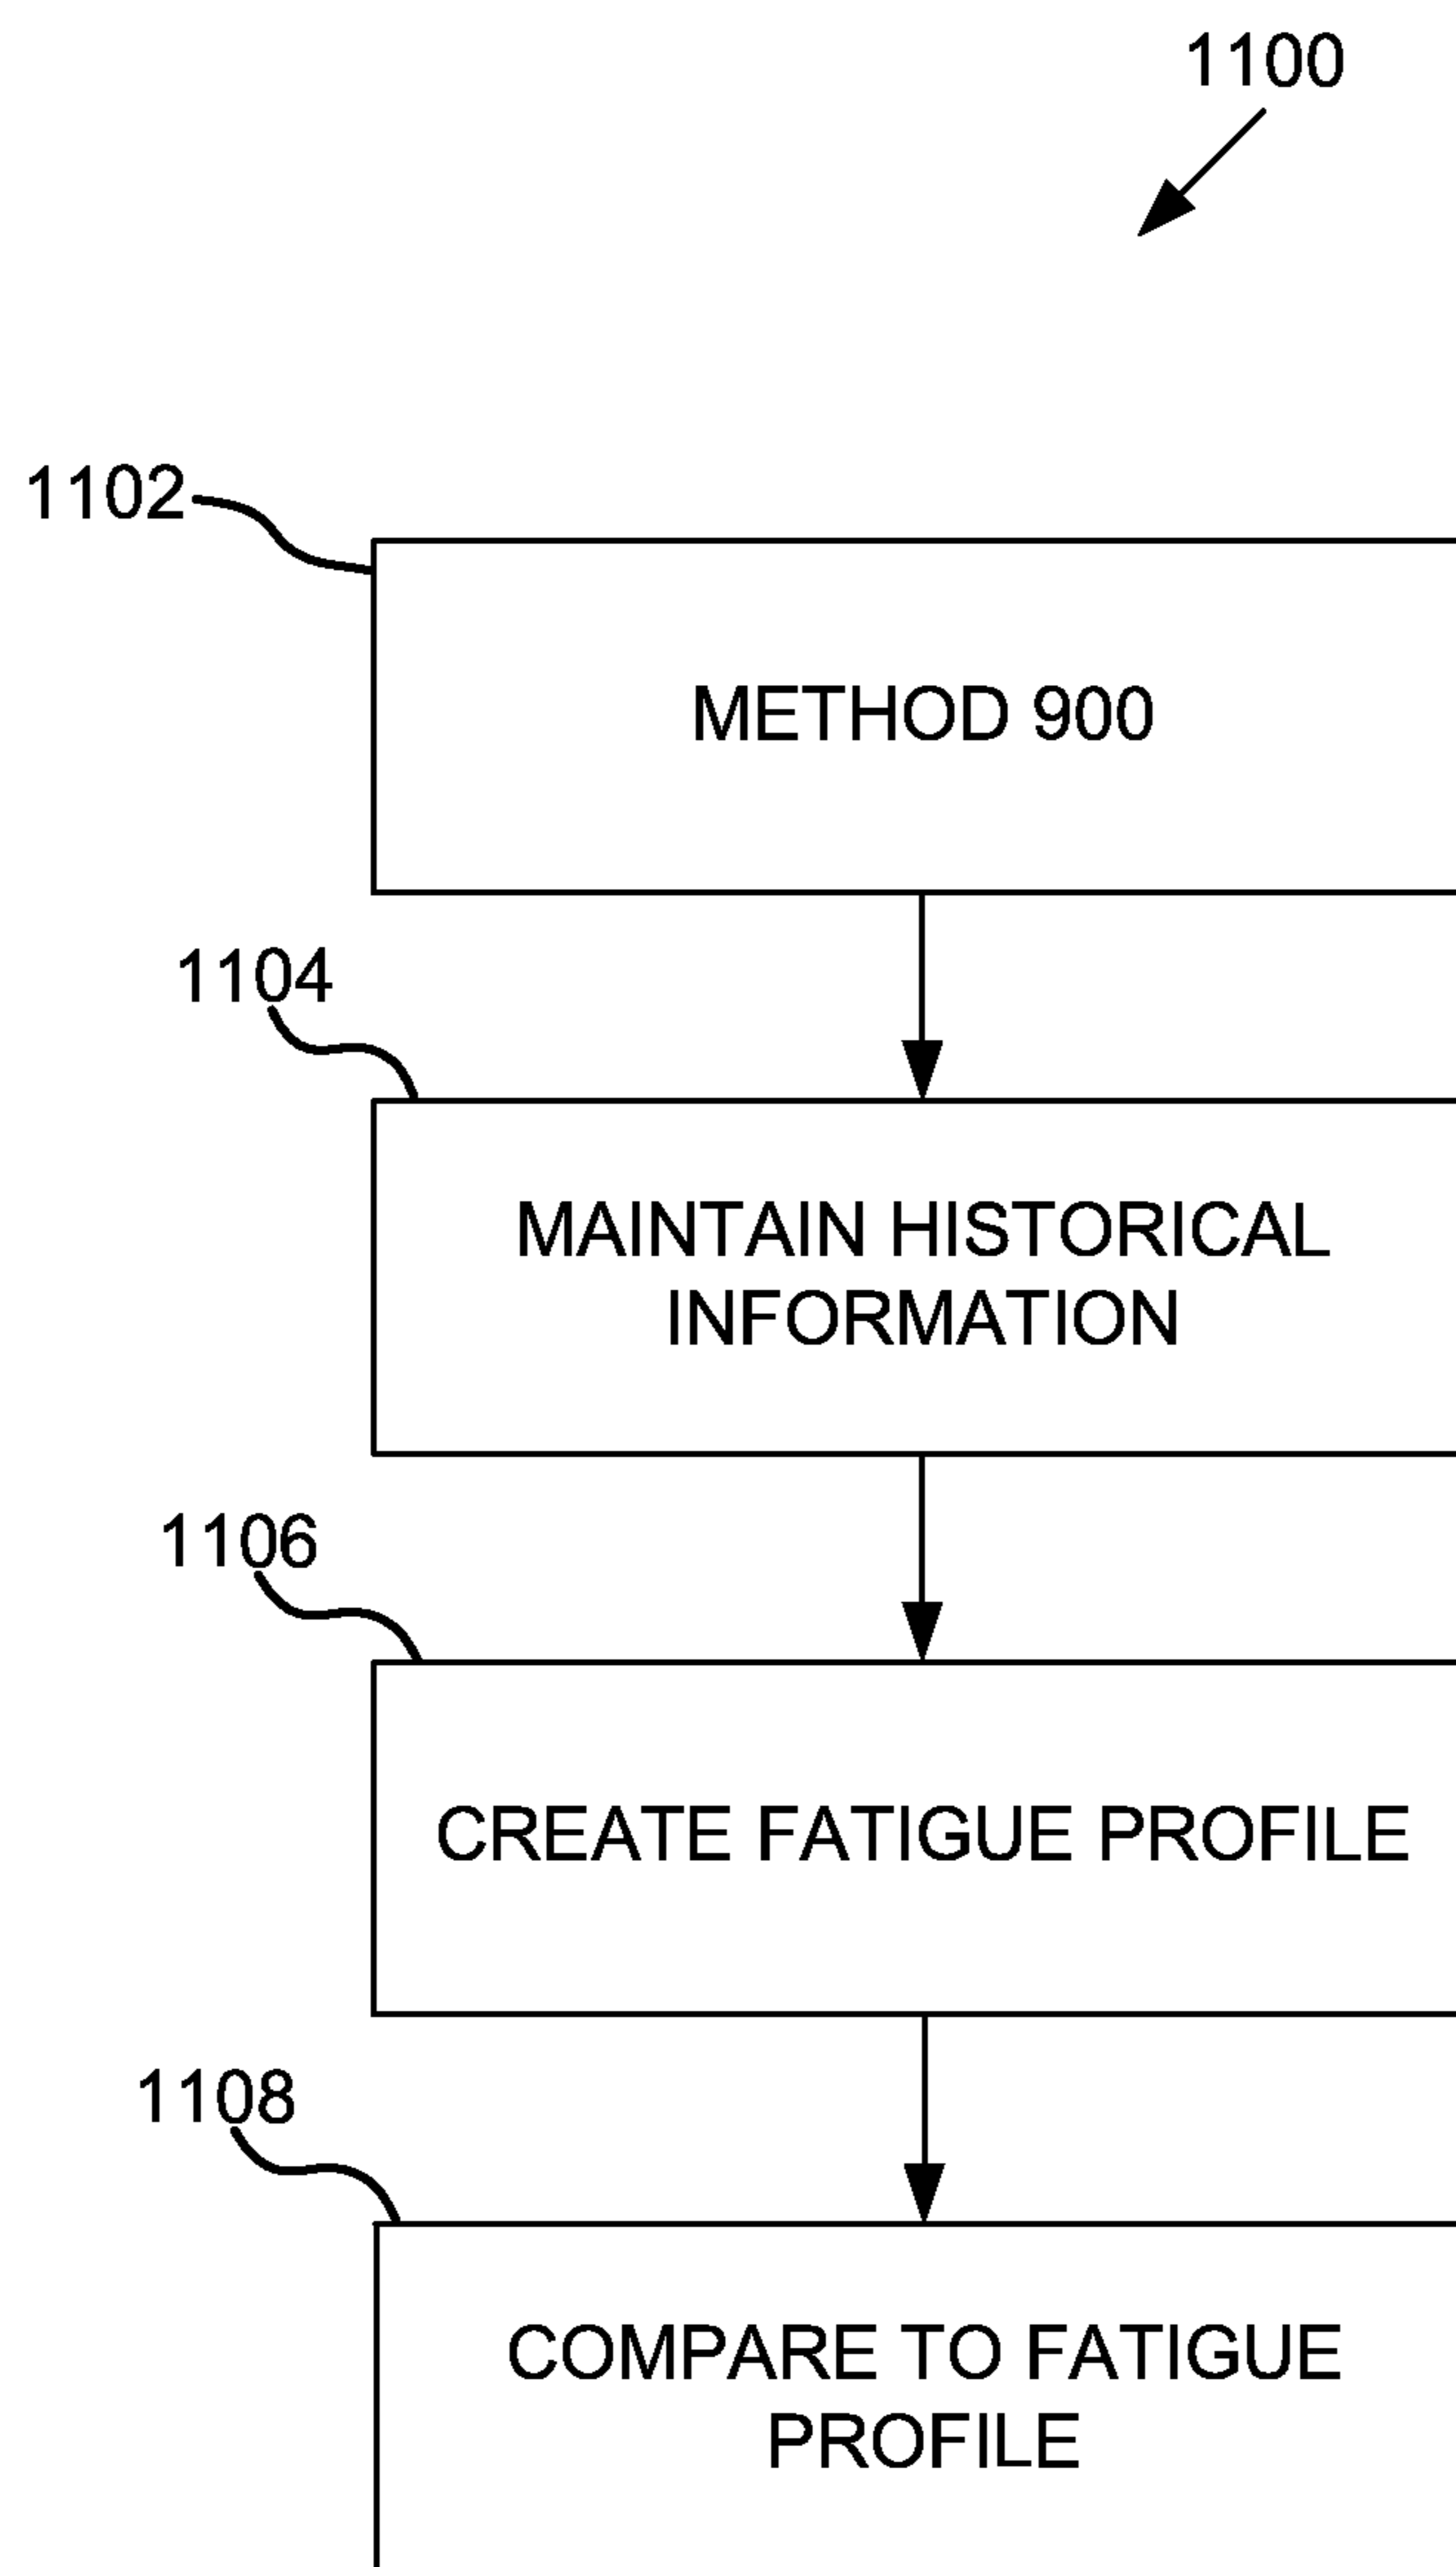 1100
1102
METHOD 900
1104
MAINTAIN HISTORICAL
INFORMATION
1106
CREATE FATIGUE PROFILE
1108
COMPARE TO FATIGUE
PROFILE